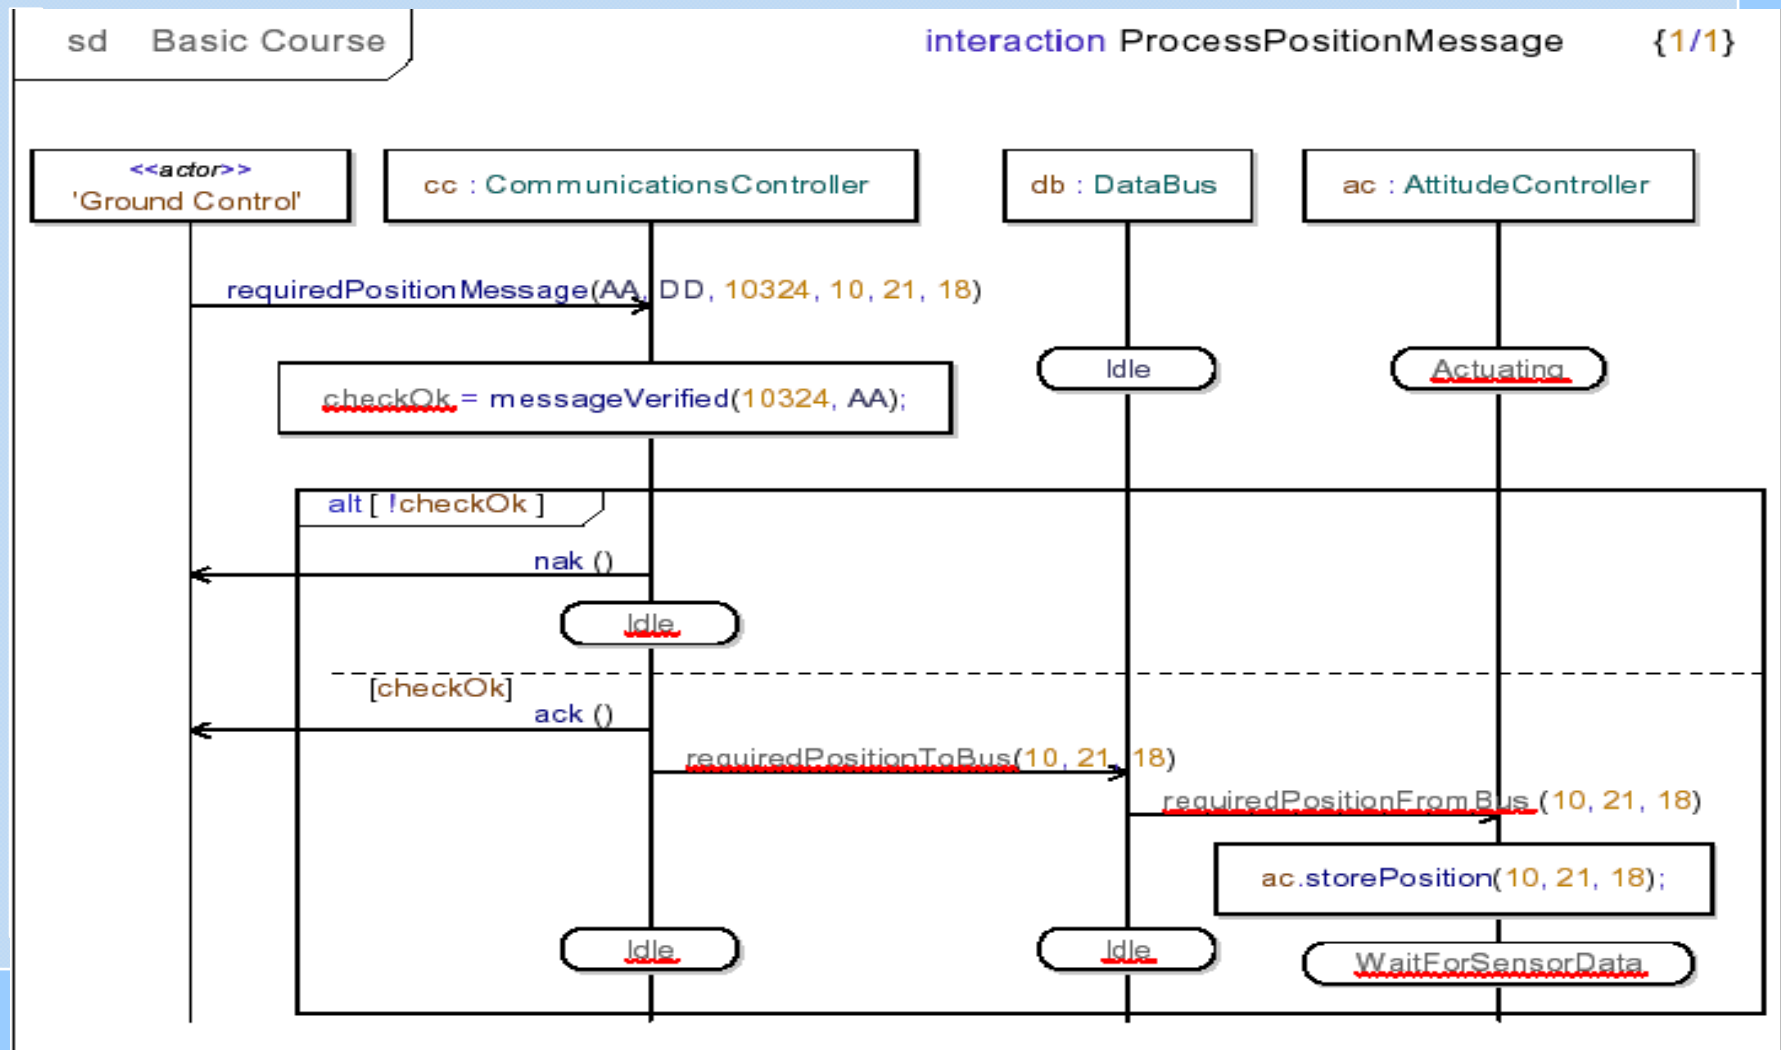 sd Basic Course
interaction ProcessPositionMessage {1/1}
<<actor>>
'Ground Control'
cc : CommunicationsController
db : DataBus
ac : AttitudeController
requiredPositionMessage(AA, DD, 10324, 10, 21, 18)
Idle
Actuating
checkOk = messageVerified(10324, AA);
alt [ !checkOk ]
nak ()
Idle
[checkOk]
ack ()
requiredPositionToBus(10, 21, 18)
requiredPositionFromBus (10, 21, 18)
ac.storePosition(10, 21, 18);
Idle
Idle
WaitForSensorData